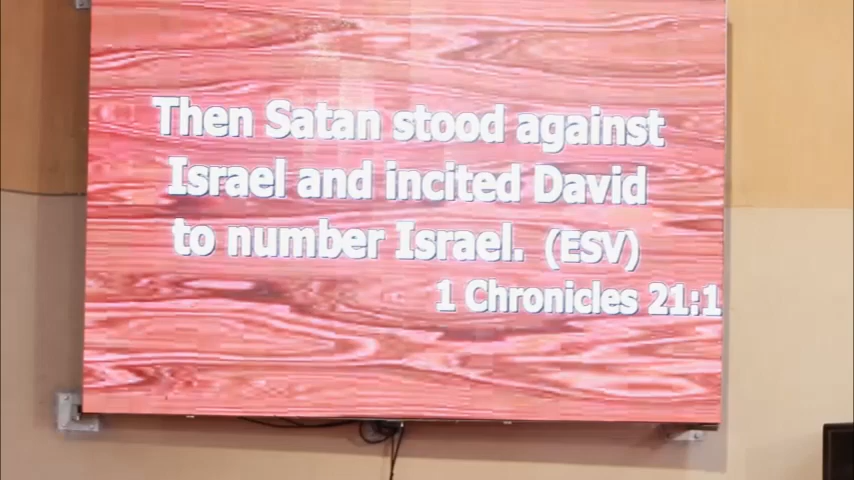 Then Satan stood against
Israel and incited David
to number Israel. (ESV)
1 Chronicles 21:1